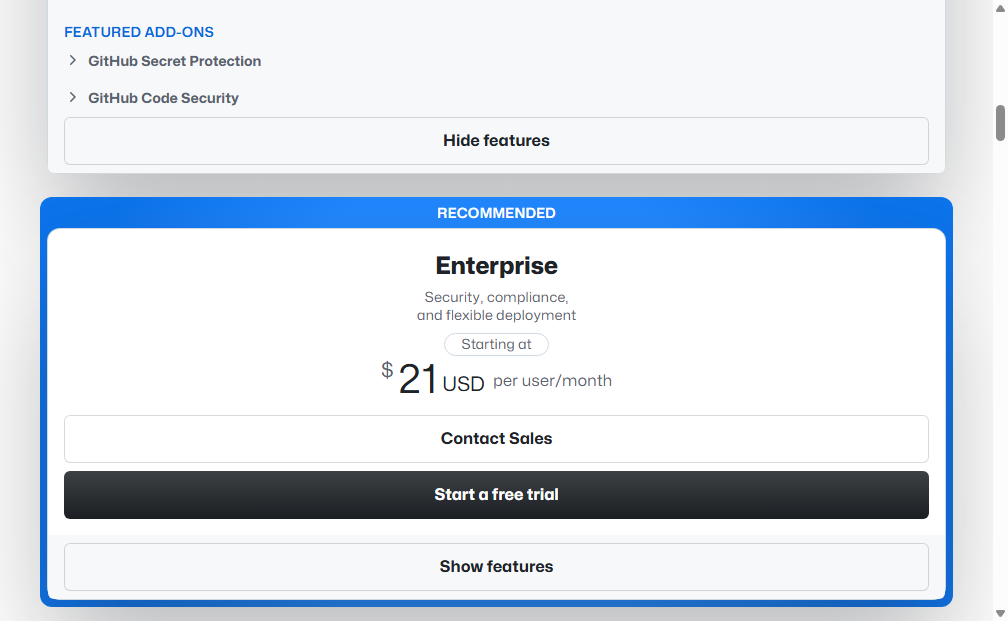 FEATURED ADD-ONS
GitHub Secret Protection
GitHub Code Security
Hide features
RECOMMENDED
Enterprise
Security, compliance,
and flexible deployment
Starting at
$21 USD per user/month
Contact Sales
Start a free trial
Show features